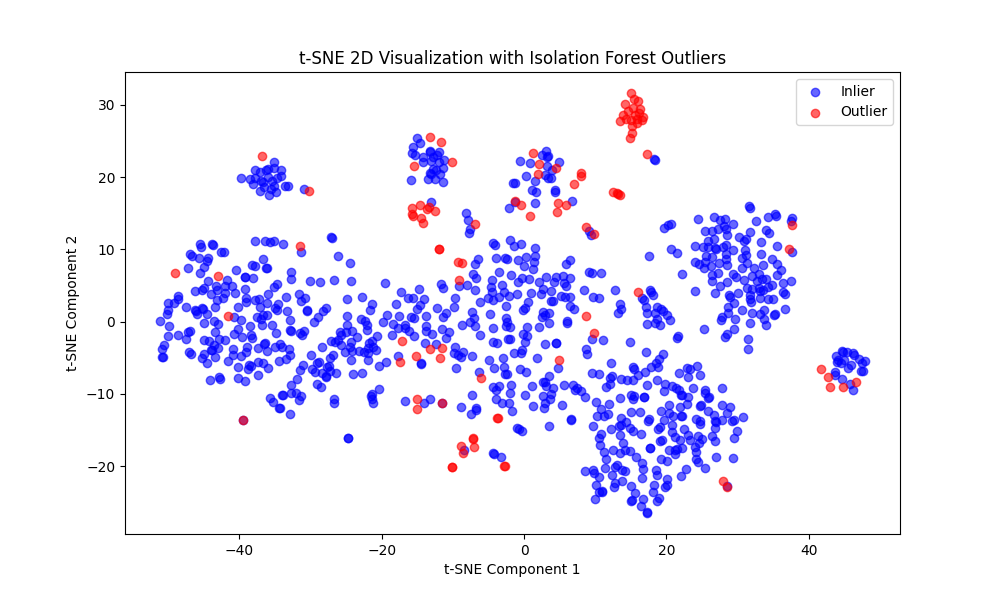 t-SNE 2D Visualization with Isolation Forest Outliers
Inlier
Outlier
30
20
10
0
−10
−20
t-SNE Component 2
−40
−20
0
20
40
t-SNE Component 1